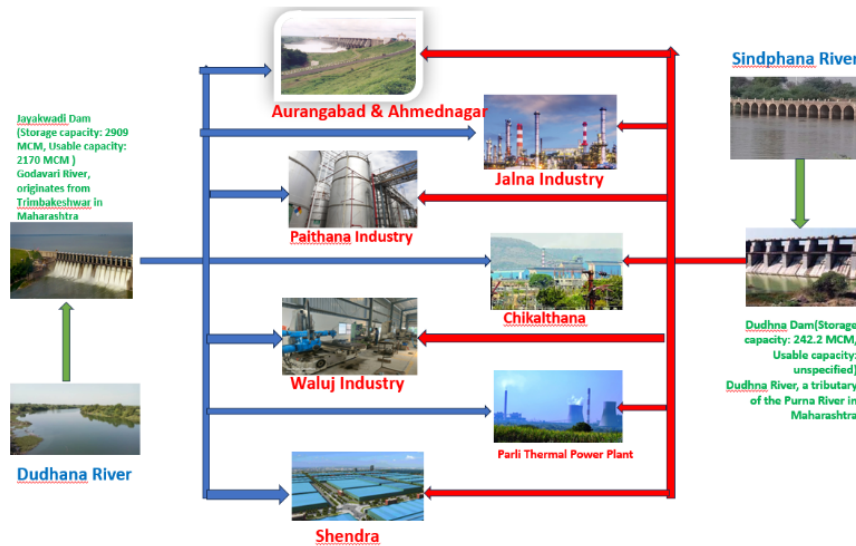 Jayakwadi Dam
(Storage capacity: 2909
MCM, Usable capacity:
2170 MCM )
Godavari River,
originates from
Trimbakeshwar in
Maharashtra
Dudhana River
Aurangabad & Ahmednagar
Jalna Industry
Paithana Industry
Chikalthana
Waluj Industry
Parli Thermal Power Plant
Shendra
Sindphana River
Dudhna Dam(Storage
capacity: 242.2 MCM,
Usable capacity:
unspecified)
Dudhna River, a tributary
of the Purna River in
Maharashtra